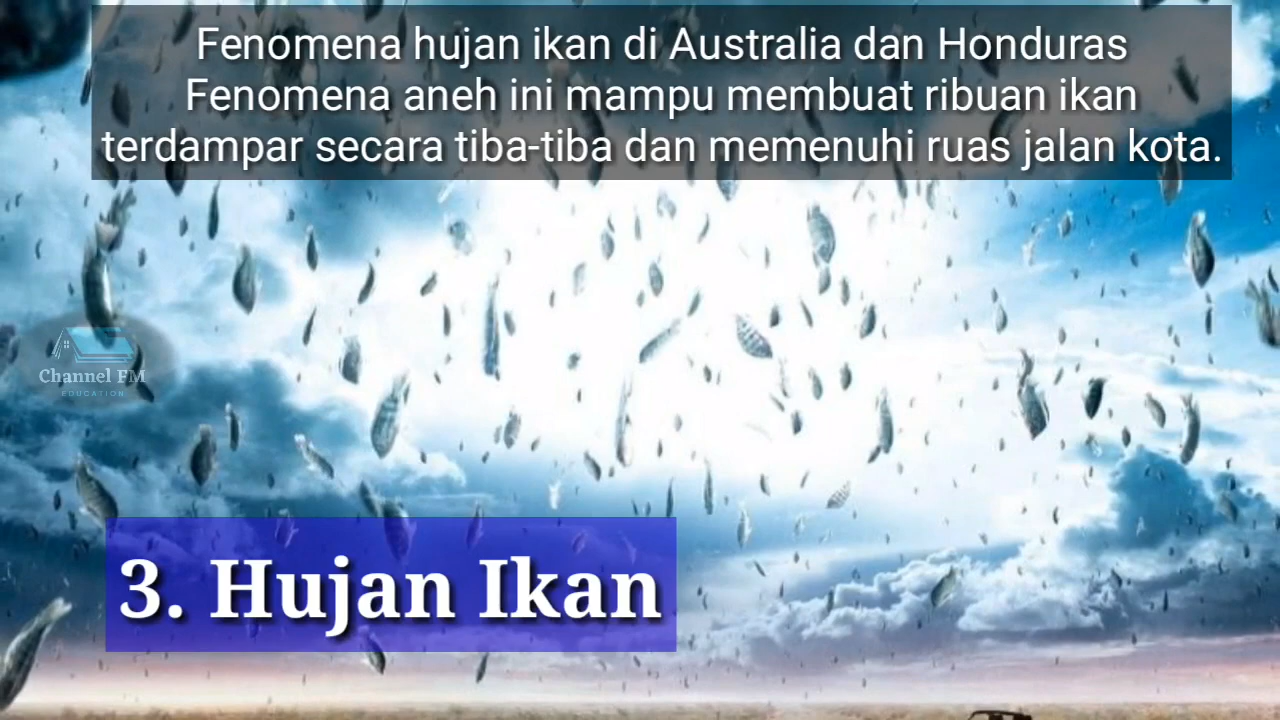 Fenomena hujan ikan di Australia dan Honduras
Fenomena aneh ini mampu membuat ribuan ikan
terdampar secara tiba-tiba dan memenuhi ruas jalan kota.
Channel FM
EDUCATION
3. Hujan Ikan